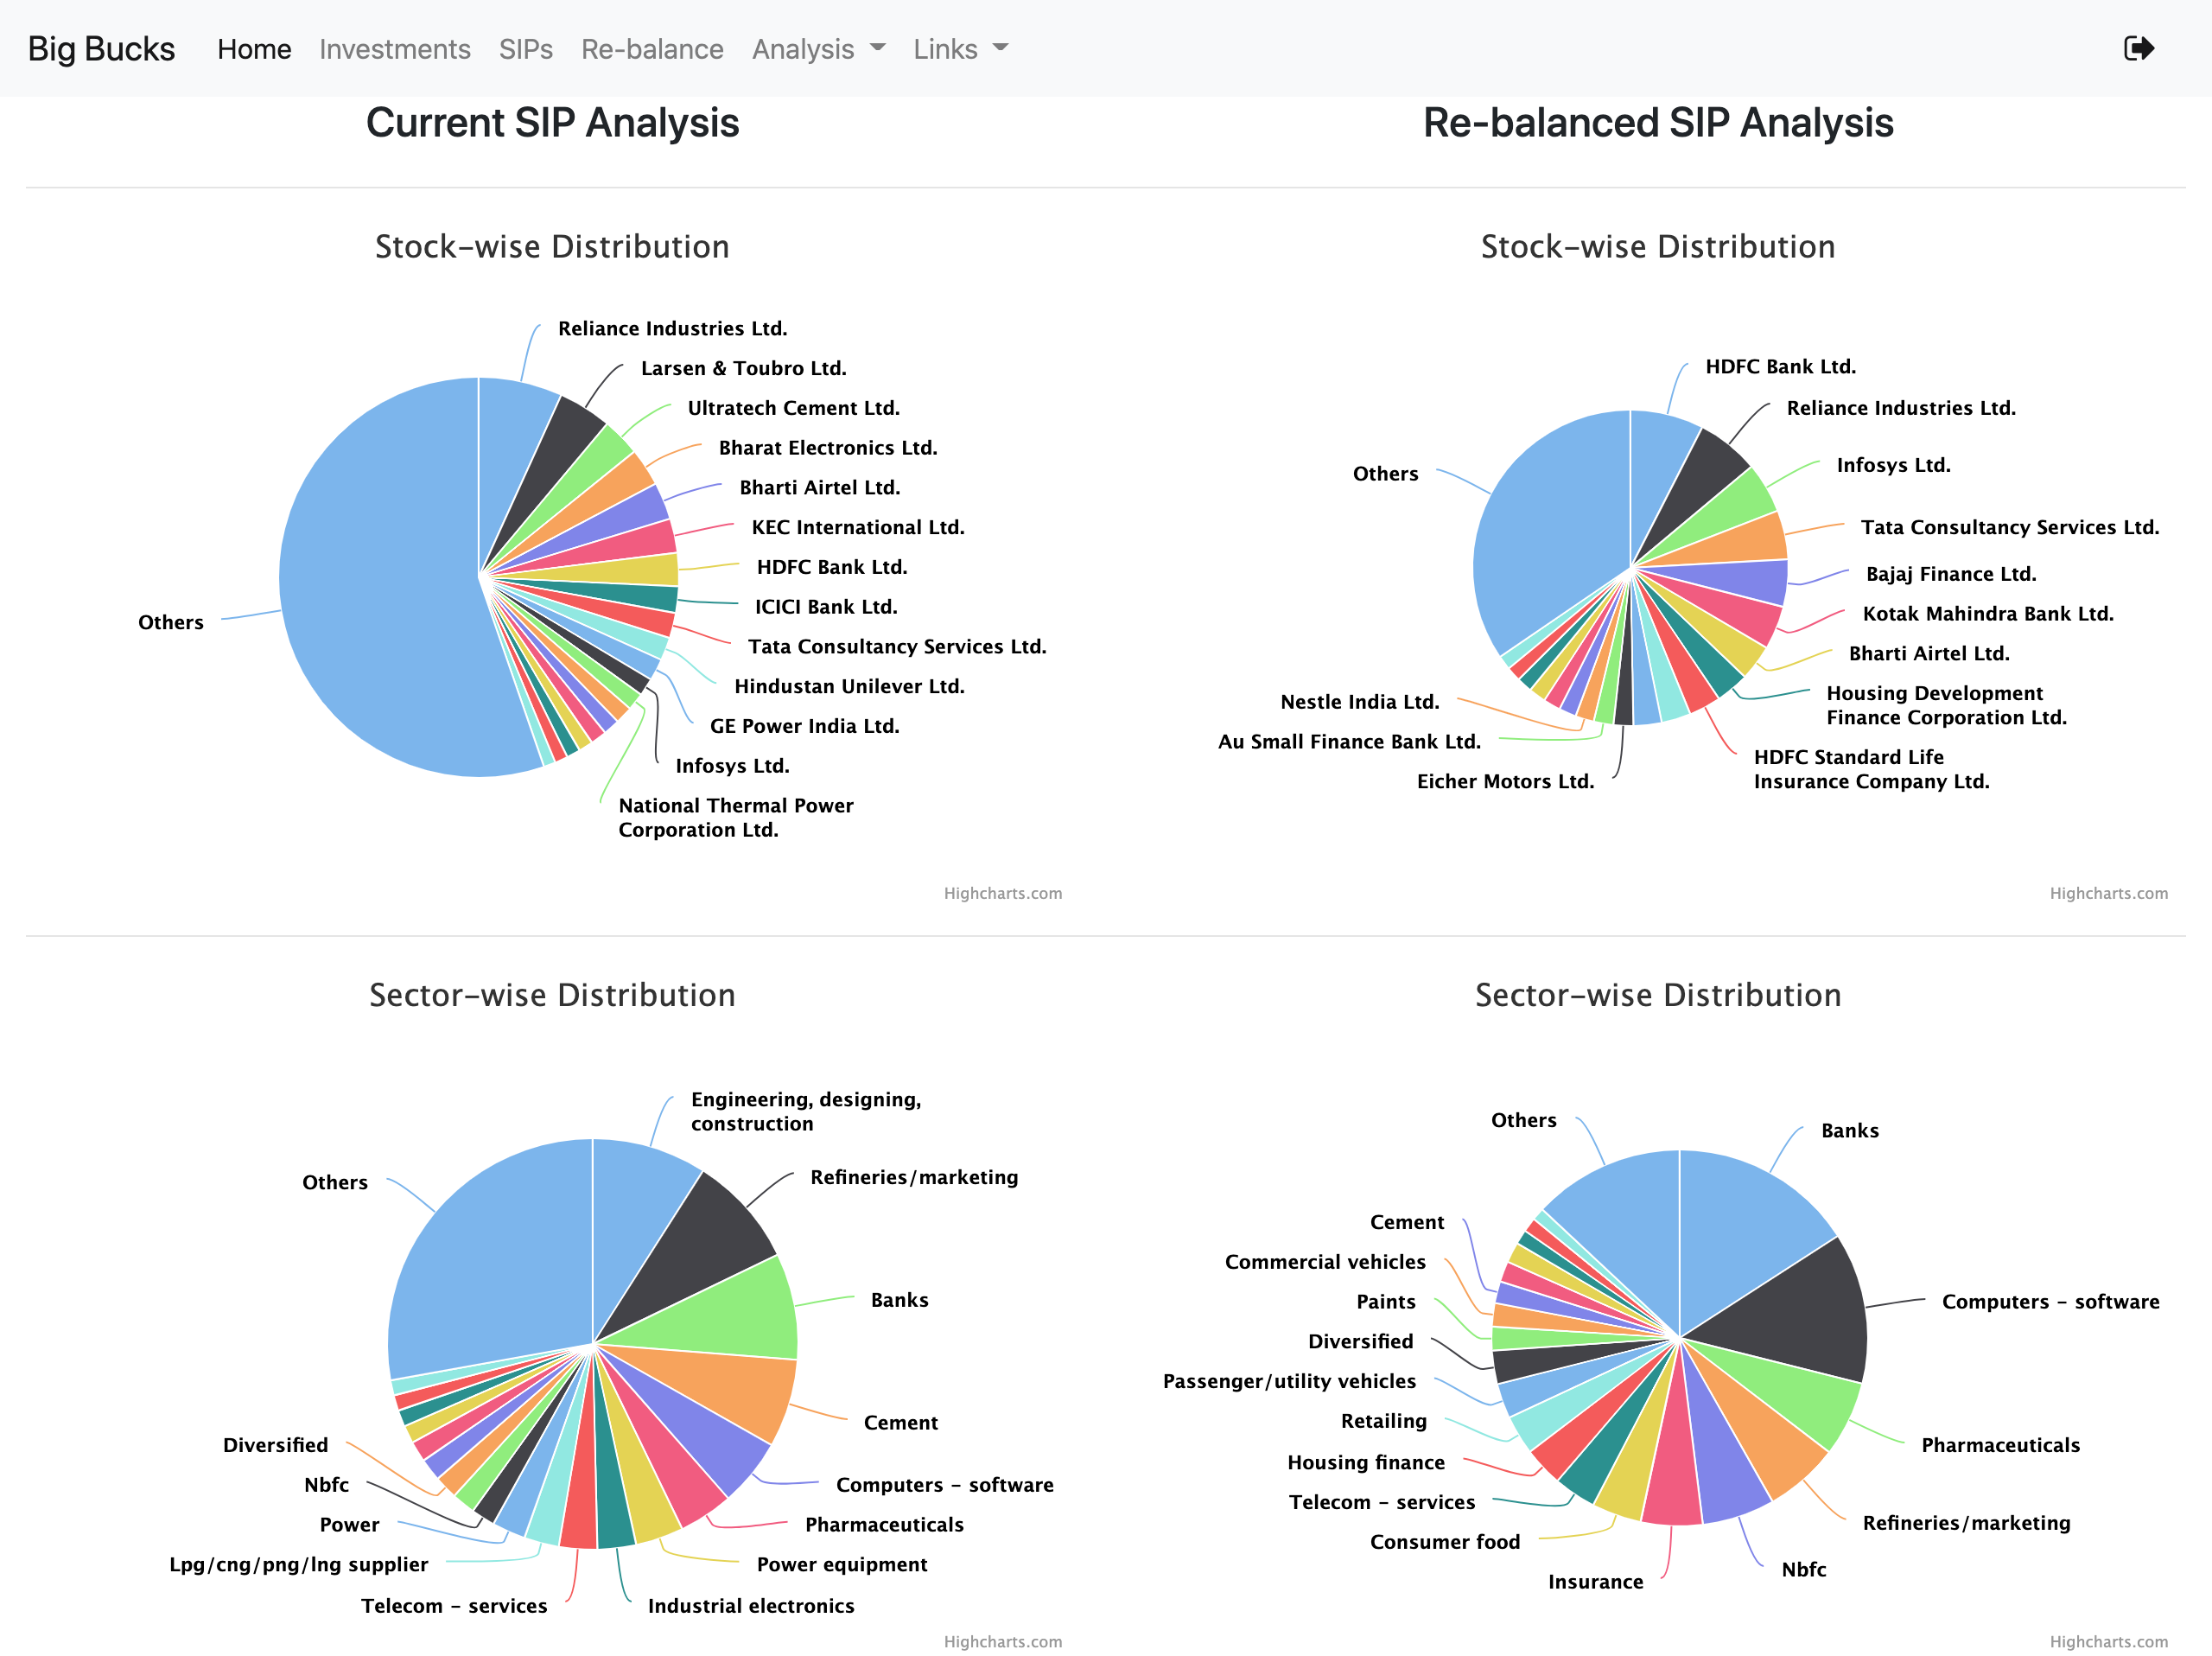 Big Bucks Home Investments SIPs Re-balance Analysis Links
Current SIP Analysis
Re-balanced SIP Analysis
Stock-wise Distribution
Reliance Industries Ltd.
Larsen & Toubro Ltd.
Ultratech Cement Ltd.
Bharat Electronics Ltd.
Bharti Airtel Ltd.
KEC International Ltd.
HDFC Bank Ltd.
ICICI Bank Ltd.
Tata Consultancy Services Ltd.
Hindustan Unilever Ltd.
GE Power India Ltd.
Infosys Ltd.
National Thermal Power
Corporation Ltd.
Others
Highcharts.com
Stock-wise Distribution
HDFC Bank Ltd.
Reliance Industries Ltd.
Infosys Ltd.
Tata Consultancy Services Ltd.
Bajaj Finance Ltd.
Kotak Mahindra Bank Ltd.
Bharti Airtel Ltd.
Housing Development
Finance Corporation Ltd.
HDFC Standard Life
Insurance Company Ltd.
Eicher Motors Ltd.
Au Small Finance Bank Ltd.
Nestle India Ltd.
Others
Highcharts.com
Sector-wise Distribution
Engineering, designing,
construction
Refineries/marketing
Banks
Cement
Computers - software
Pharmaceuticals
Power equipment
Industrial electronics
Telecom - services
Lpg/cng/png/lng supplier
Power
Nbfc
Diversified
Others
Highcharts.com
Sector-wise Distribution
Banks
Computers - software
Pharmaceuticals
Refineries/marketing
Nbfc
Insurance
Consumer food
Telecom - services
Housing finance
Retailing
Passenger/utility vehicles
Diversified
Paints
Commercial vehicles
Cement
Others
Highcharts.com